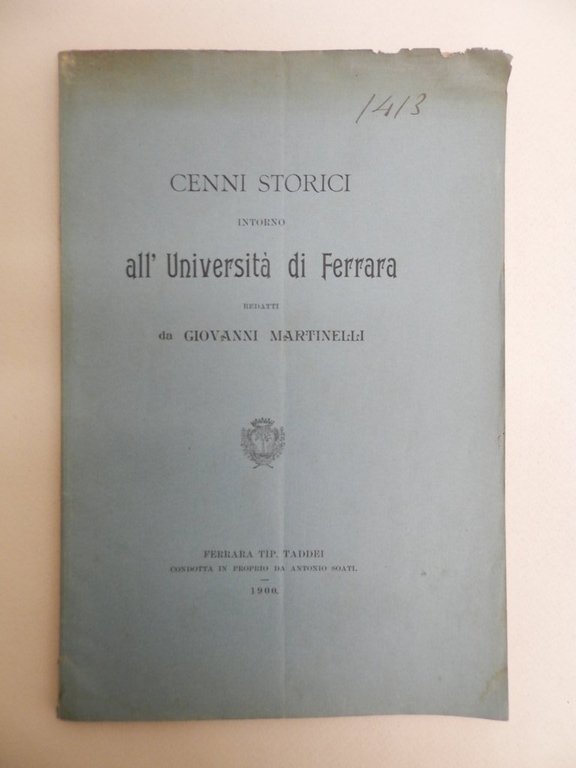 1413
CENNI STORICI
INTORNO
all' Università di Ferrara
REDATTI
da GIOVANNI MARTINELLI
FERRARA TIP. TADDEI
CONDOTTA IN PROPRIO DA ANTONIO SOATI.
1900.